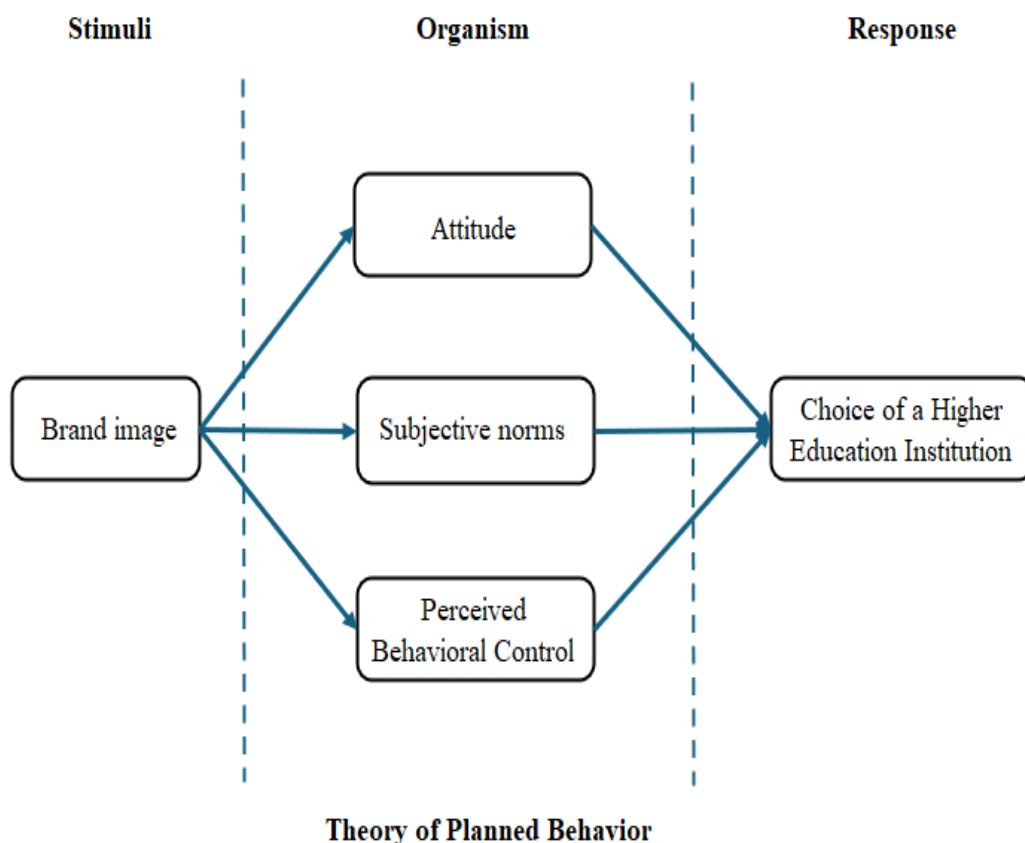 Stimuli
Organism
Response
Attitude
Brand image
Subjective norms
Choice of a Higher
Education Institution
Perceived
Behavioral Control
Theory of Planned Behavior